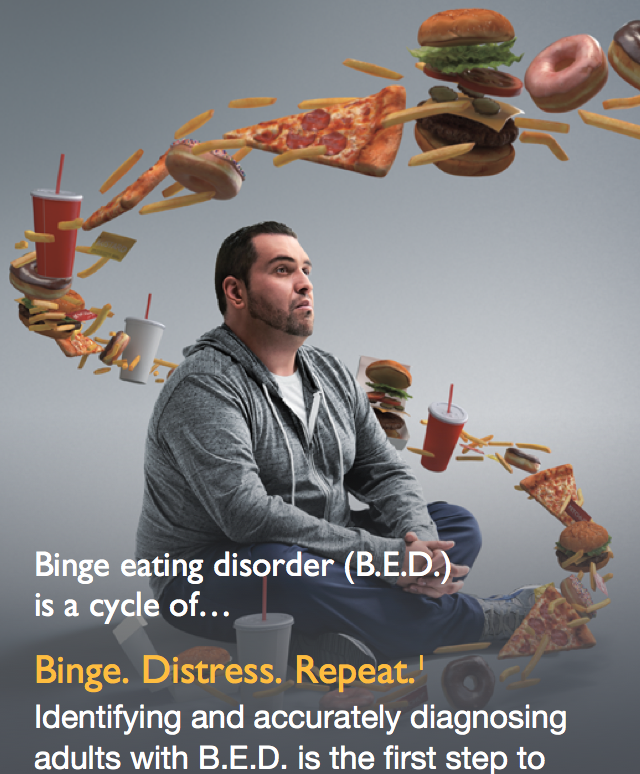 Binge eating disorder (B.E.D.)
is a cycle of…
Binge. Distress. Repeat.¹
Identifying and accurately diagnosing
adults with B.E.D. is the first step to